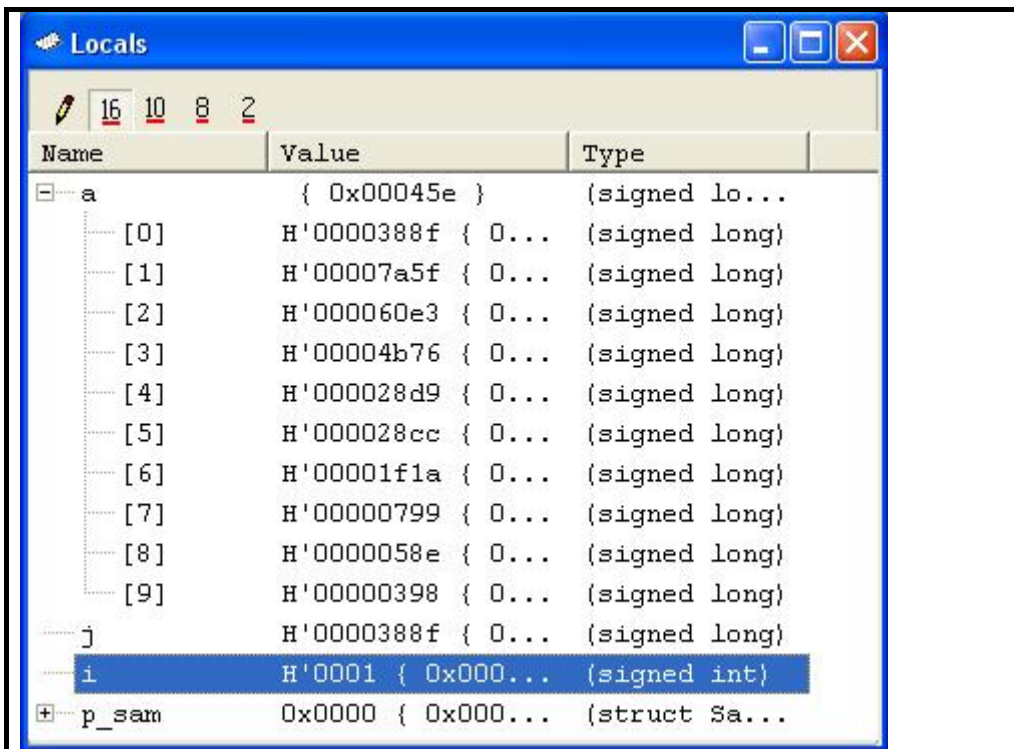 Locals
16 10 8 2
Name Value Type
a { 0x00045e } (signed lo...
[0] H'0000388f { 0... (signed long)
[1] H'00007a5f { 0... (signed long)
[2] H'000060e3 { 0... (signed long)
[3] H'00004b76 { 0... (signed long)
[4] H'000028d9 { 0... (signed long)
[5] H'000028cc { 0... (signed long)
[6] H'00001f1a { 0... (signed long)
[7] H'00000799 { 0... (signed long)
[8] H'0000058e { 0... (signed long)
[9] H'00000398 { 0... (signed long)
j H'0000388f { 0... (signed long)
i H'0001 { 0x000... (signed int)
p_sam 0x0000 { 0x000... (struct Sa...